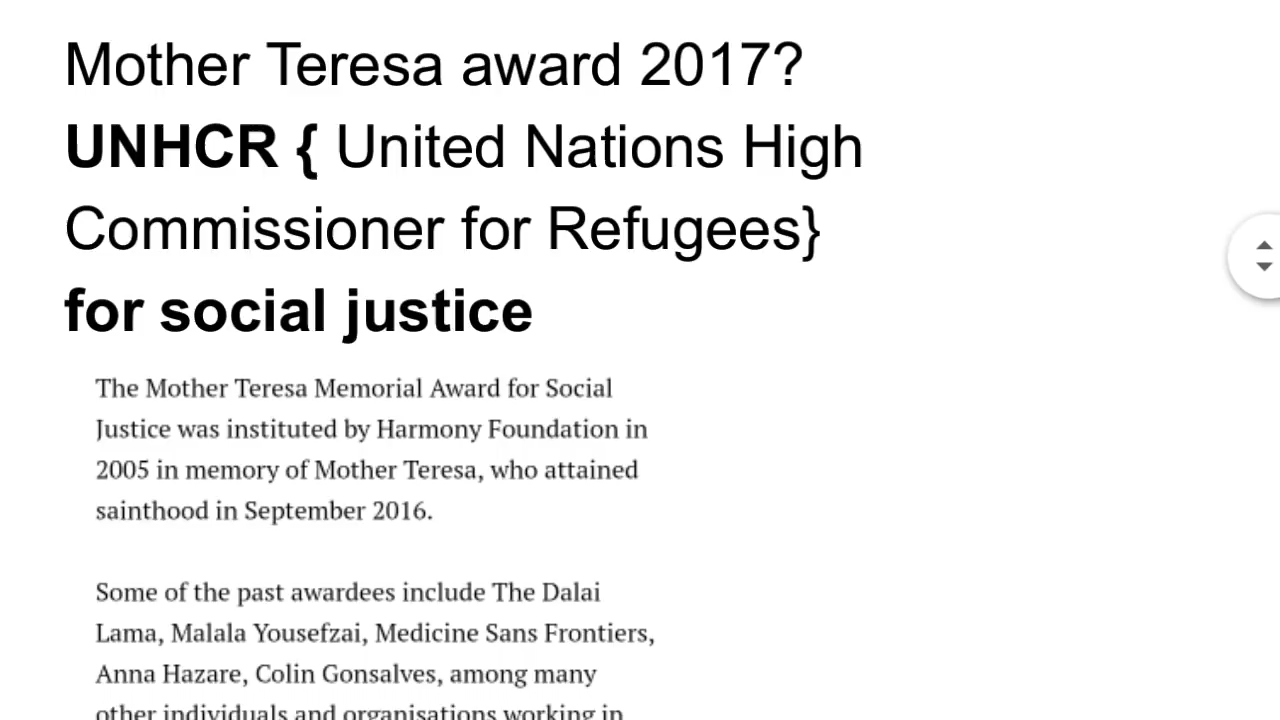 Mother Teresa award 2017?
UNHCR { United Nations High
Commissioner for Refugees}
for social justice
The Mother Teresa Memorial Award for Social
Justice was instituted by Harmony Foundation in
2005 in memory of Mother Teresa, who attained
sainthood in September 2016.
Some of the past awardees include The Dalai
Lama, Malala Yousefzai, Medicine Sans Frontiers,
Anna Hazare, Colin Gonsalves, among many
other individuals and organisations working in